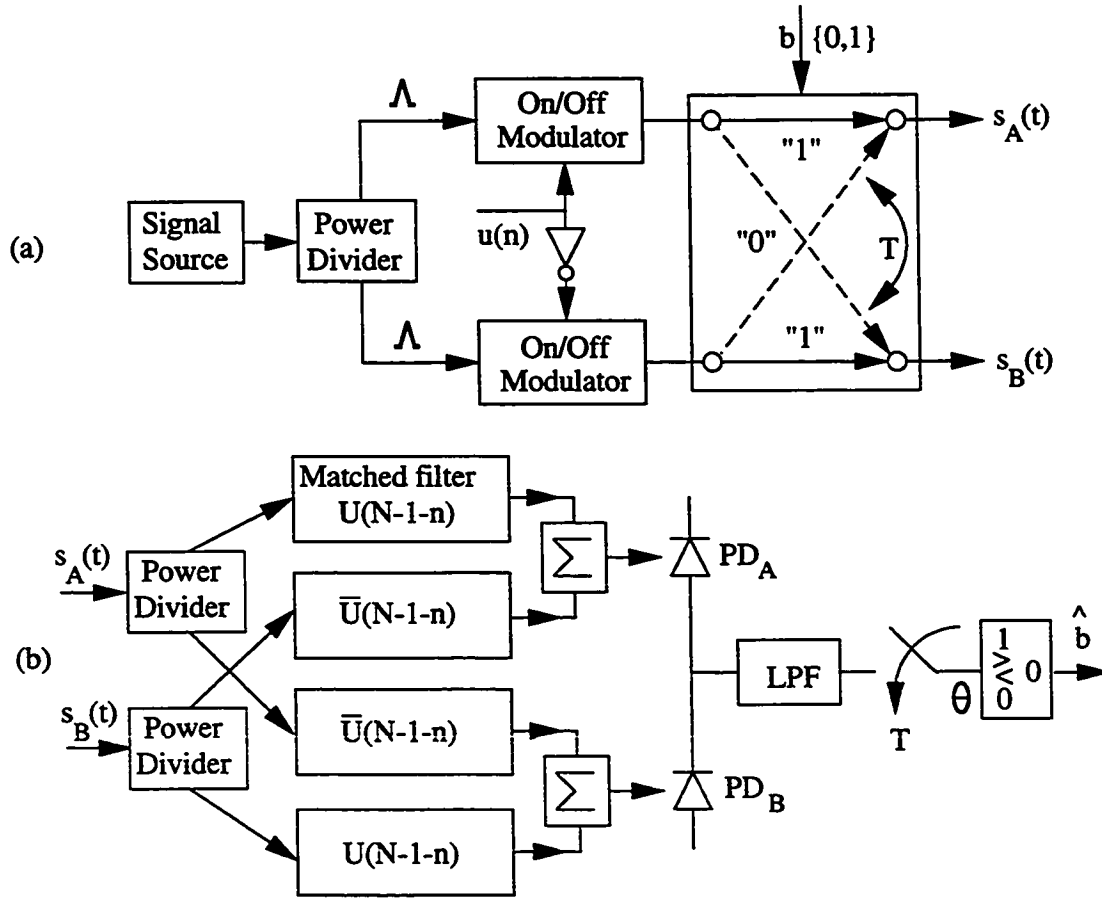 (a)
Signal
Source
Power
Divider
Λ
Λ
On/Off
Modulator
u(n)
On/Off
Modulator
b {0,1}
"1"
"0"
T
"1"
s_A(t)
s_B(t)
(b)
s_A(t)
Power
Divider
s_B(t)
Power
Divider
Matched filter
U(N-1-n)
U̅(N-1-n)
U̅(N-1-n)
U(N-1-n)
Σ
Σ
PD_A
PD_B
LPF
T
θ
1
≷
0
0
b̂